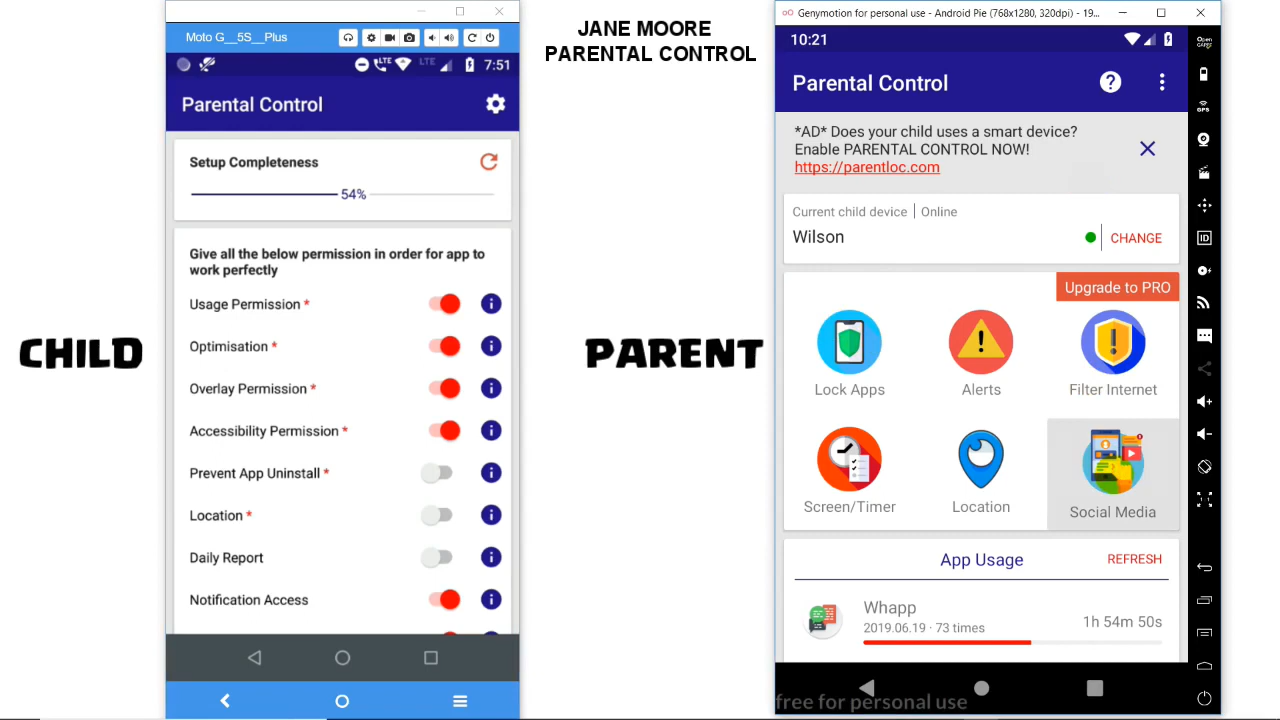 JANE MOORE
PARENTAL CONTROL
CHILD
Moto G__5S__Plus
LTE
LTE
7:51
Parental Control
Setup Completeness
54%
Give all the below permission in order for app to
work perfectly
Usage Permission *
Optimisation *
Overlay Permission *
Accessibility Permission *
Prevent App Uninstall *
Location *
Daily Report
Notification Access
PARENT
Genymotion for personal use - Android Pie (768x1280, 320dpi) - 19...
10:21
Parental Control
*AD* Does your child uses a smart device?
Enable PARENTAL CONTROL NOW!
https://parentloc.com
Current child device | Online
Wilson
CHANGE
Upgrade to PRO
Lock Apps
Alerts
Filter Internet
Screen/Timer
Location
Social Media
App Usage
REFRESH
Whapp
2019.06.19 · 73 times
1h 54m 50s
free for personal use
GPS
ID